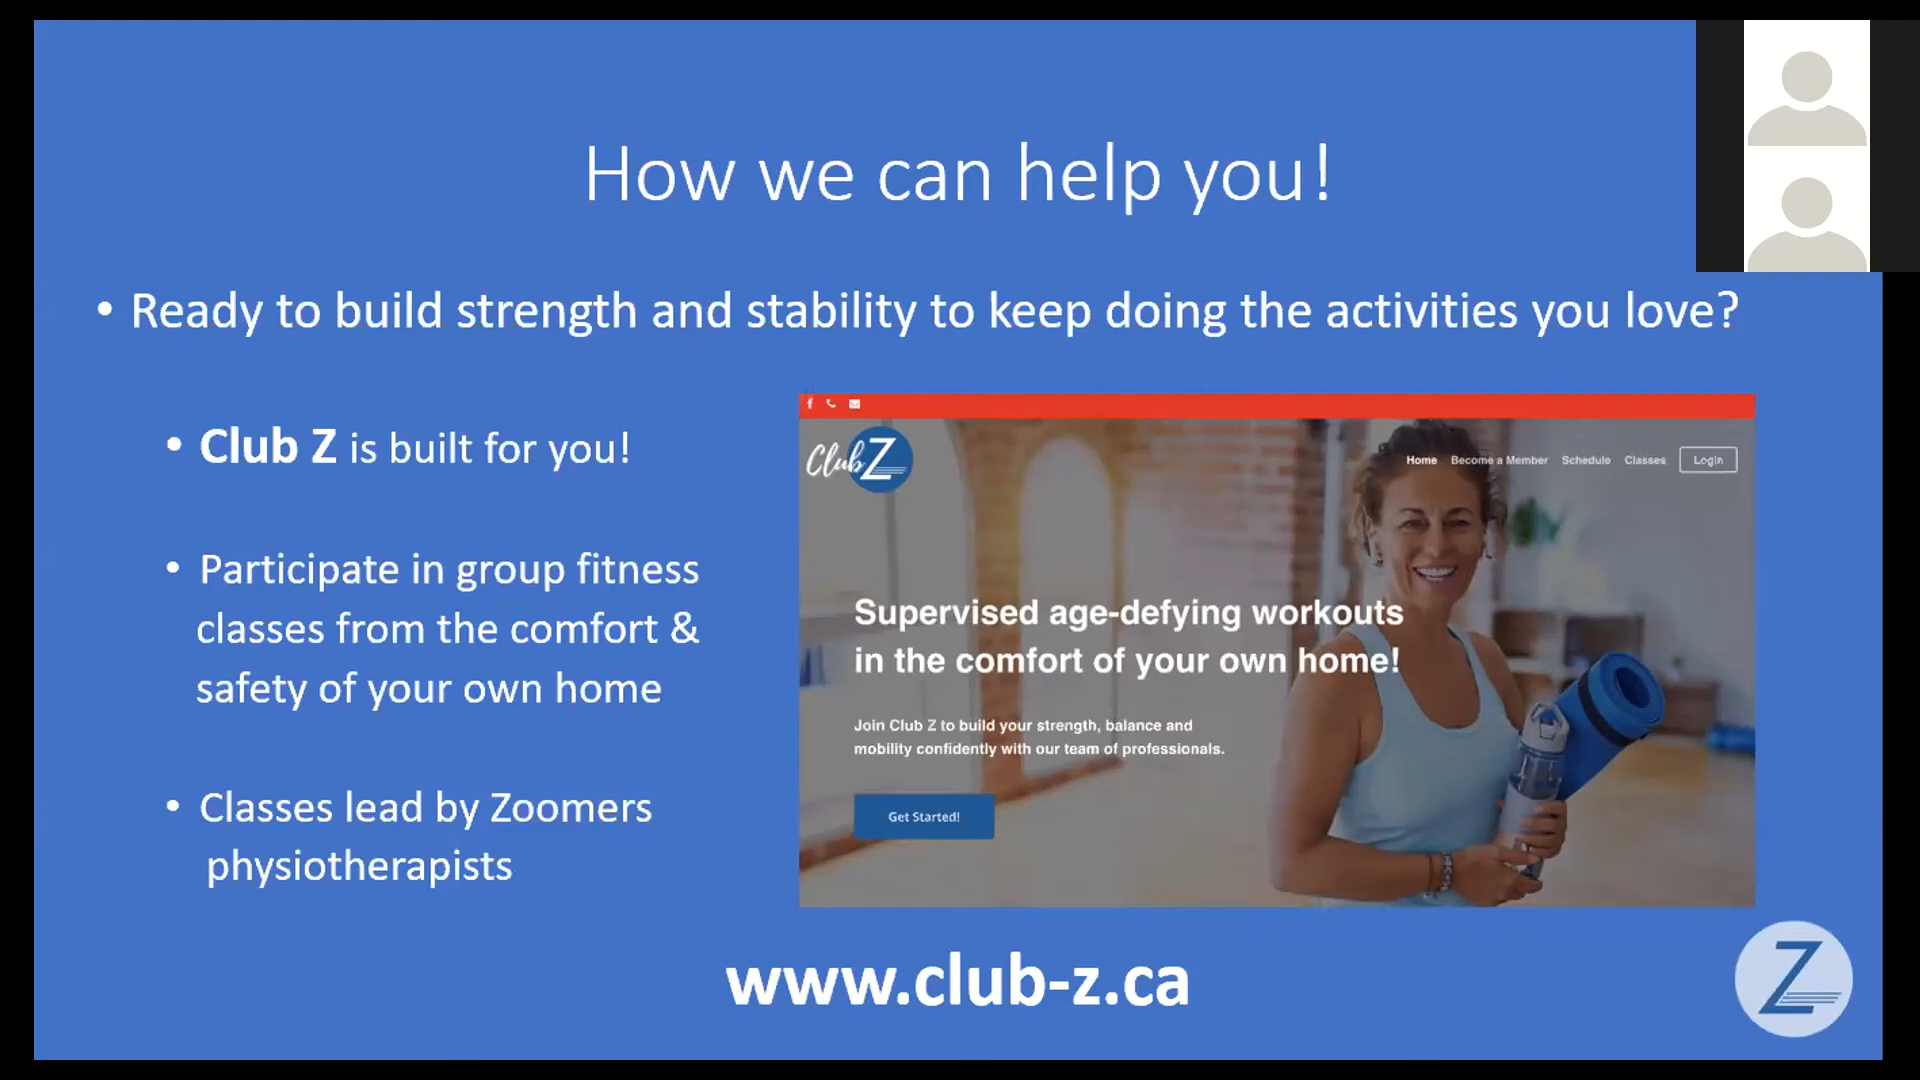 How we can help you!
• Ready to build strength and stability to keep doing the activities you love?
• Club Z is built for you!
• Participate in group fitness
classes from the comfort &
safety of your own home
• Classes lead by Zoomers
physiotherapists
f
Club Z
Home Become a Member Schedule Classes Login
Supervised age-defying workouts
in the comfort of your own home!
Join Club Z to build your strength, balance and
mobility confidently with our team of professionals.
Get Started!
www.club-z.ca
Z